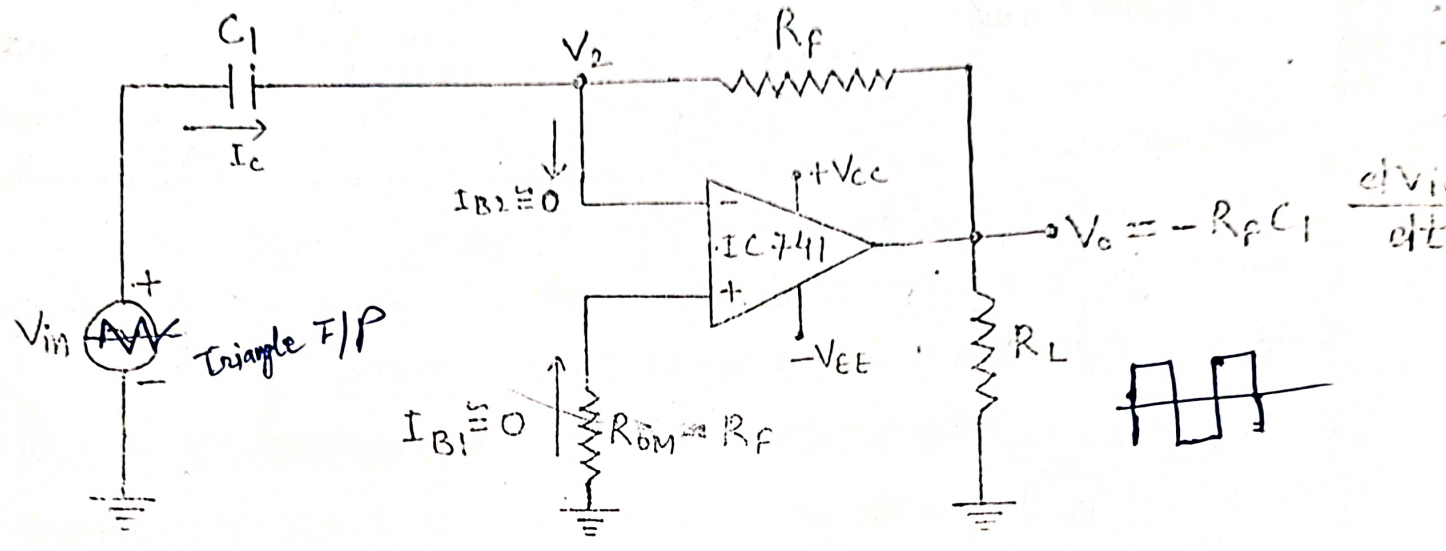 C1
V2
RF
Ic
IB2 ≅ 0
+VCC
-
IC 741
+
Vo = - RF C1 dVin/dt
+
Vin
Triangle I/P
-
-VEE
RL
IB1 ≅ 0
ROM = RF